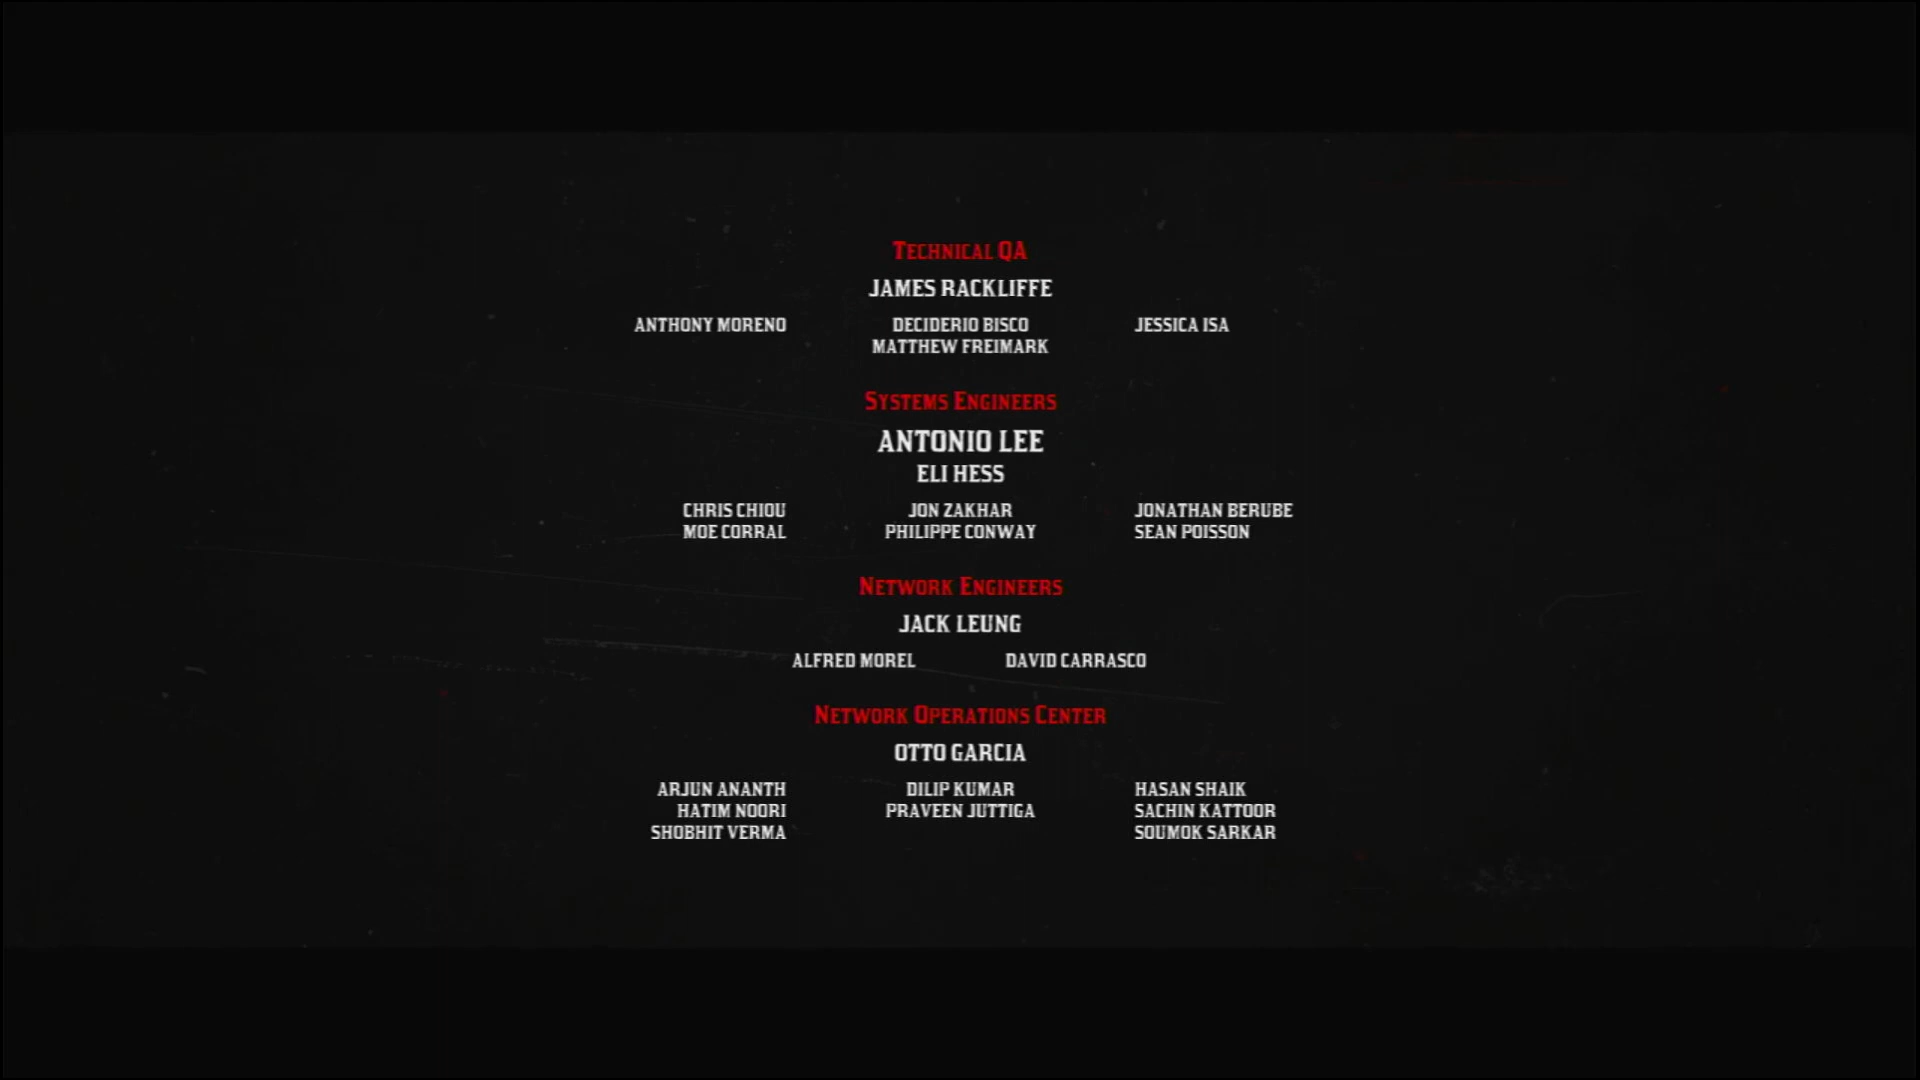 TECHNICAL QA
JAMES RACKLIFFE
ANTHONY MORENO DECIDERIO BISCO JESSICA ISA
MATTHEW FREIMARK
SYSTEMS ENGINEERS
ANTONIO LEE
ELI HESS
CHRIS CHIOU JON ZAKHAR JONATHAN BERUBE
MOE CORRAL PHILIPPE CONWAY SEAN POISSON
NETWORK ENGINEERS
JACK LEUNG
ALFRED MOREL DAVID CARRASCO
NETWORK OPERATIONS CENTER
OTTO GARCIA
ARJUN ANANTH DILIP KUMAR HASAN SHAIK
HATIM NOORI PRAVEEN JUTTIGA SACHIN KATTOOR
SHOBHIT VERMA SOUMOK SARKAR